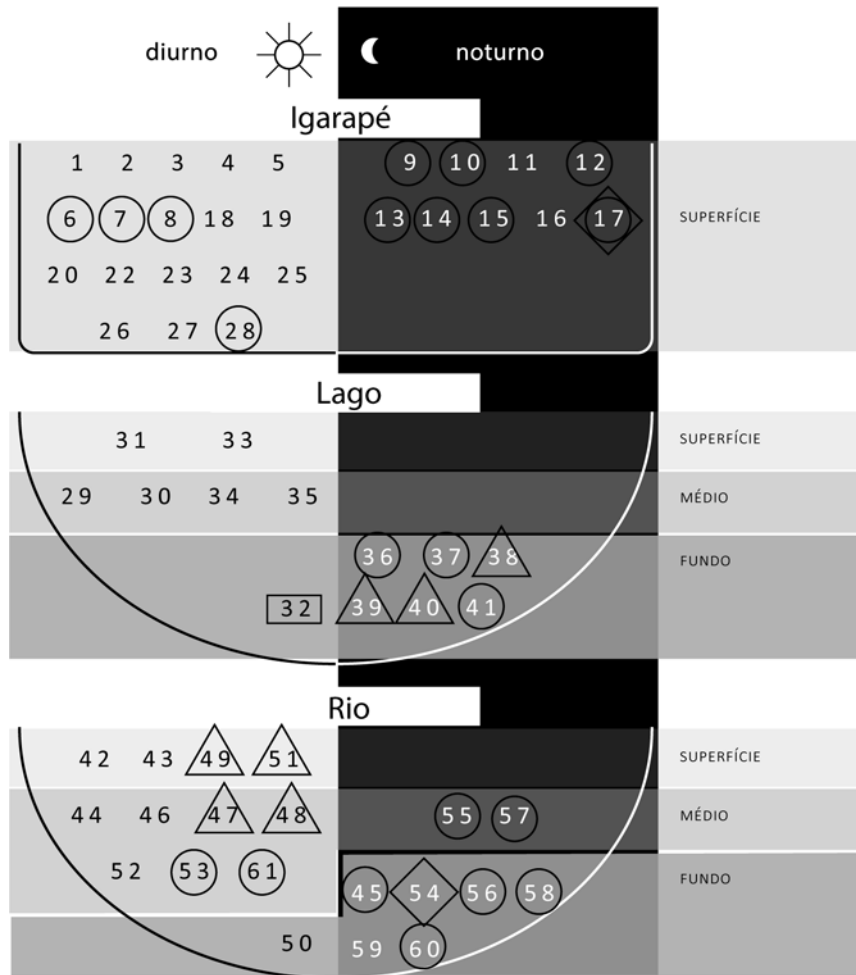 diurno noturno
Igarapé
1 2 3 4 5 9 10 11 12
6 7 8 18 19 13 14 15 16 17 SUPERFÍCIE
20 22 23 24 25
26 27 28
Lago
31 33 SUPERFÍCIE
29 30 34 35 MÉDIO
36 37 38 FUNDO
32 39 40 41
Rio
42 43 49 51 SUPERFÍCIE
44 46 47 48 55 57 MÉDIO
52 53 61 45 54 56 58 FUNDO
50 59 60